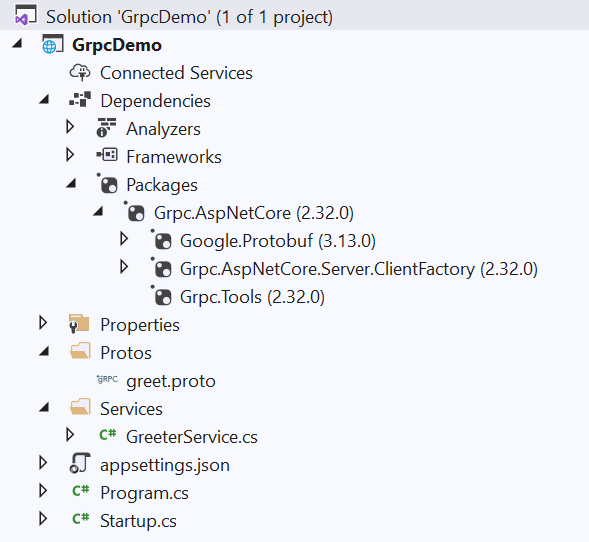 Solution 'GrpcDemo' (1 of 1 project)
GrpcDemo
Connected Services
Dependencies
Analyzers
Frameworks
Packages
Grpc.AspNetCore (2.32.0)
Google.Protobuf (3.13.0)
Grpc.AspNetCore.Server.ClientFactory (2.32.0)
Grpc.Tools (2.32.0)
Properties
Protos
gRPC greet.proto
Services
C# GreeterService.cs
appsettings.json
C# Program.cs
C# Startup.cs